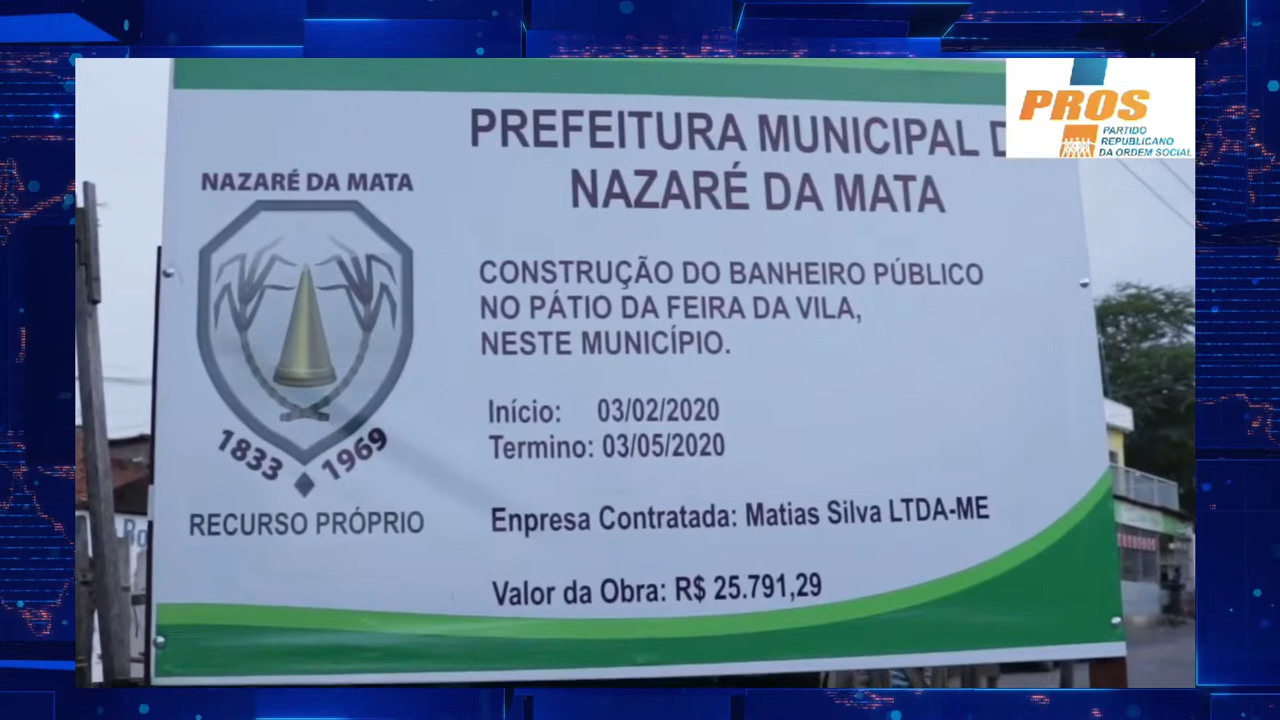 PREFEITURA MUNICIPAL
NAZARÉ DA MATA
NAZARÉ DA MATA
1833 1969
RECURSO PRÓPRIO
CONSTRUÇÃO DO BANHEIRO PÚBLICO
NO PÁTIO DA FEIRA DA VILA,
NESTE MUNICÍPIO.
Início: 03/02/2020
Termino: 03/05/2020
Enpresa Contratada: Matias Silva LTDA-ME
Valor da Obra: R$ 25.791,29
PROS
PARTIDO
REPUBLICANO
DA ORDEM SOCIAL